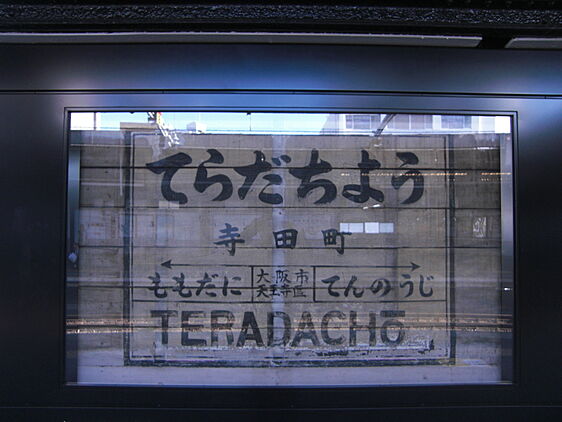 てらだちよう
寺田町
ももだに 大阪市 てんのうじ
天王寺区
TERADACHŌ